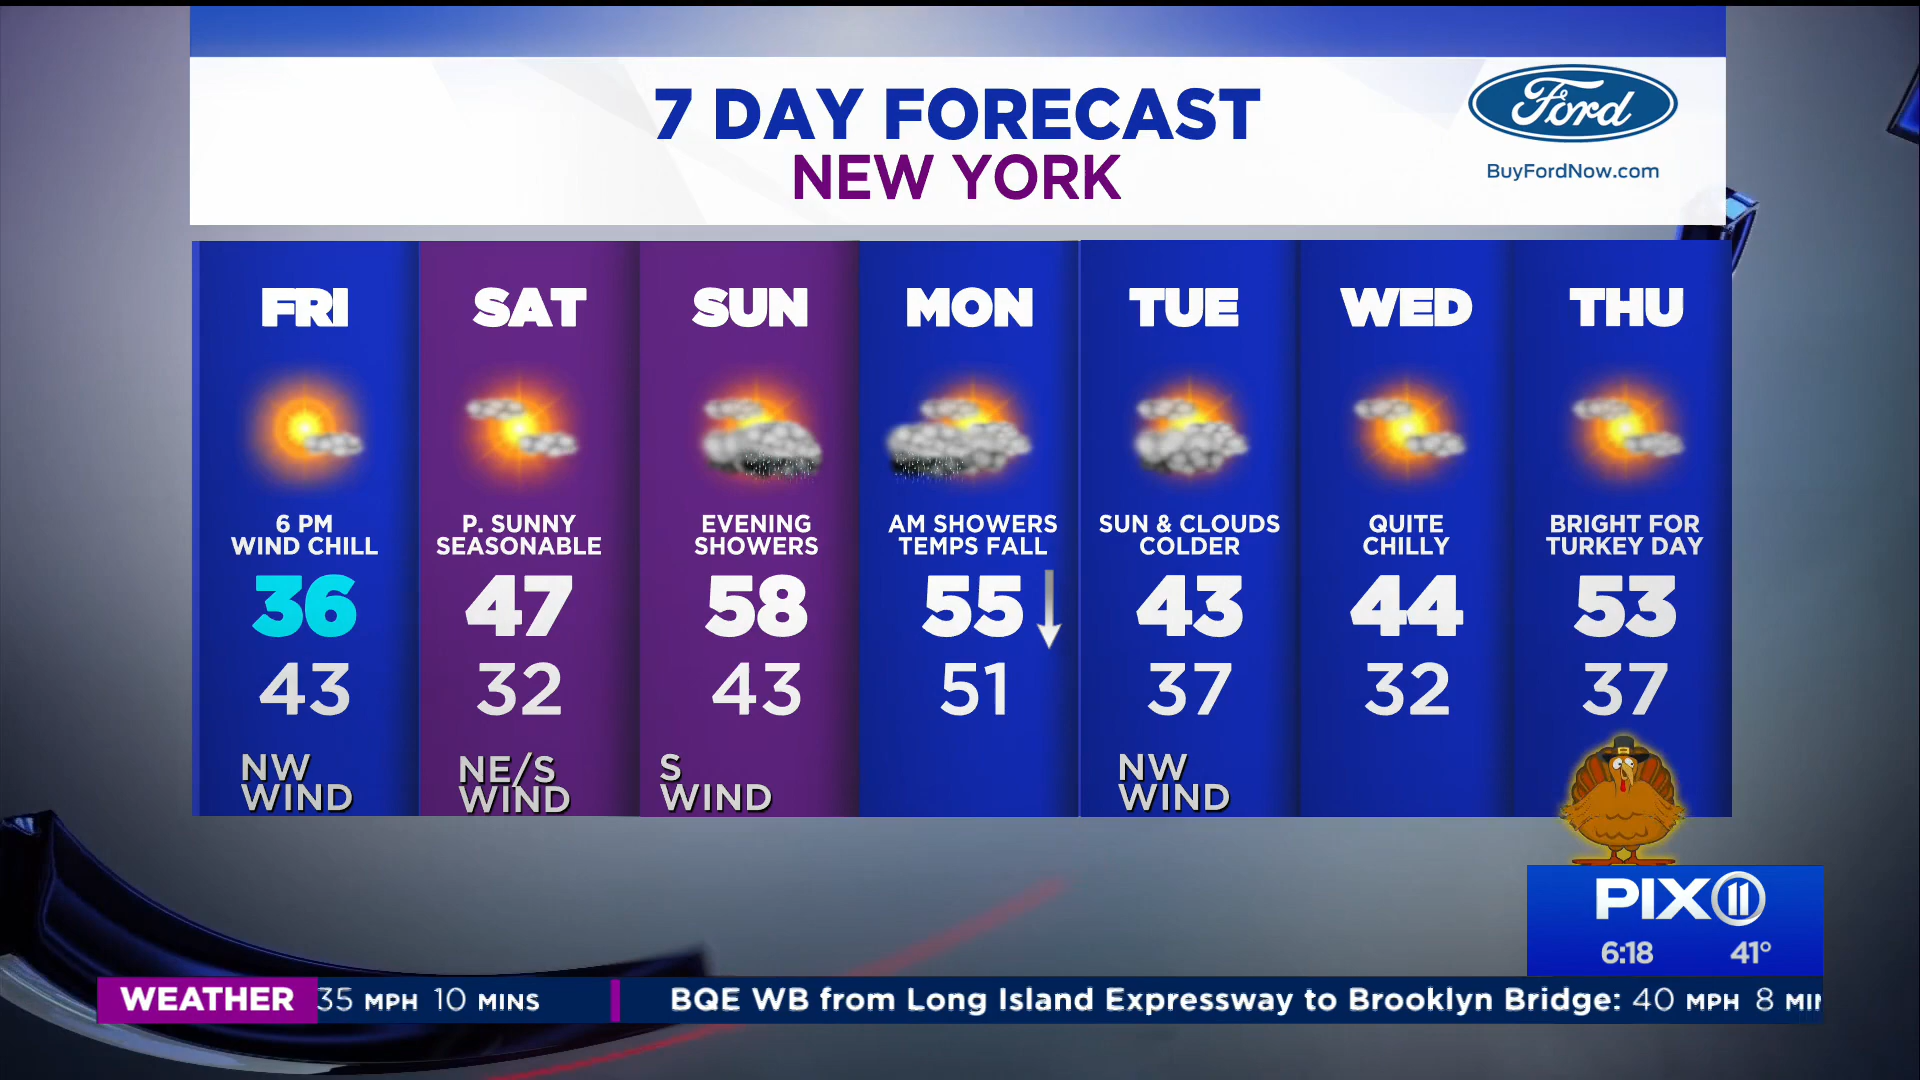 7 DAY FORECAST
NEW YORK
Ford
BuyFordNow.com
FRI
6 PM
WIND CHILL
36
43
NW
WIND
SAT
P. SUNNY
SEASONABLE
47
32
NE/S
WIND
SUN
EVENING
SHOWERS
58
43
S
WIND
MON
AM SHOWERS
TEMPS FALL
55
51
TUE
SUN & CLOUDS
COLDER
43
37
NW
WIND
WED
QUITE
CHILLY
44
32
THU
BRIGHT FOR
TURKEY DAY
53
37
PIX 11
6:18 41°
WEATHER 35 MPH 10 MINS BQE WB from Long Island Expressway to Brooklyn Bridge: 40 MPH 8